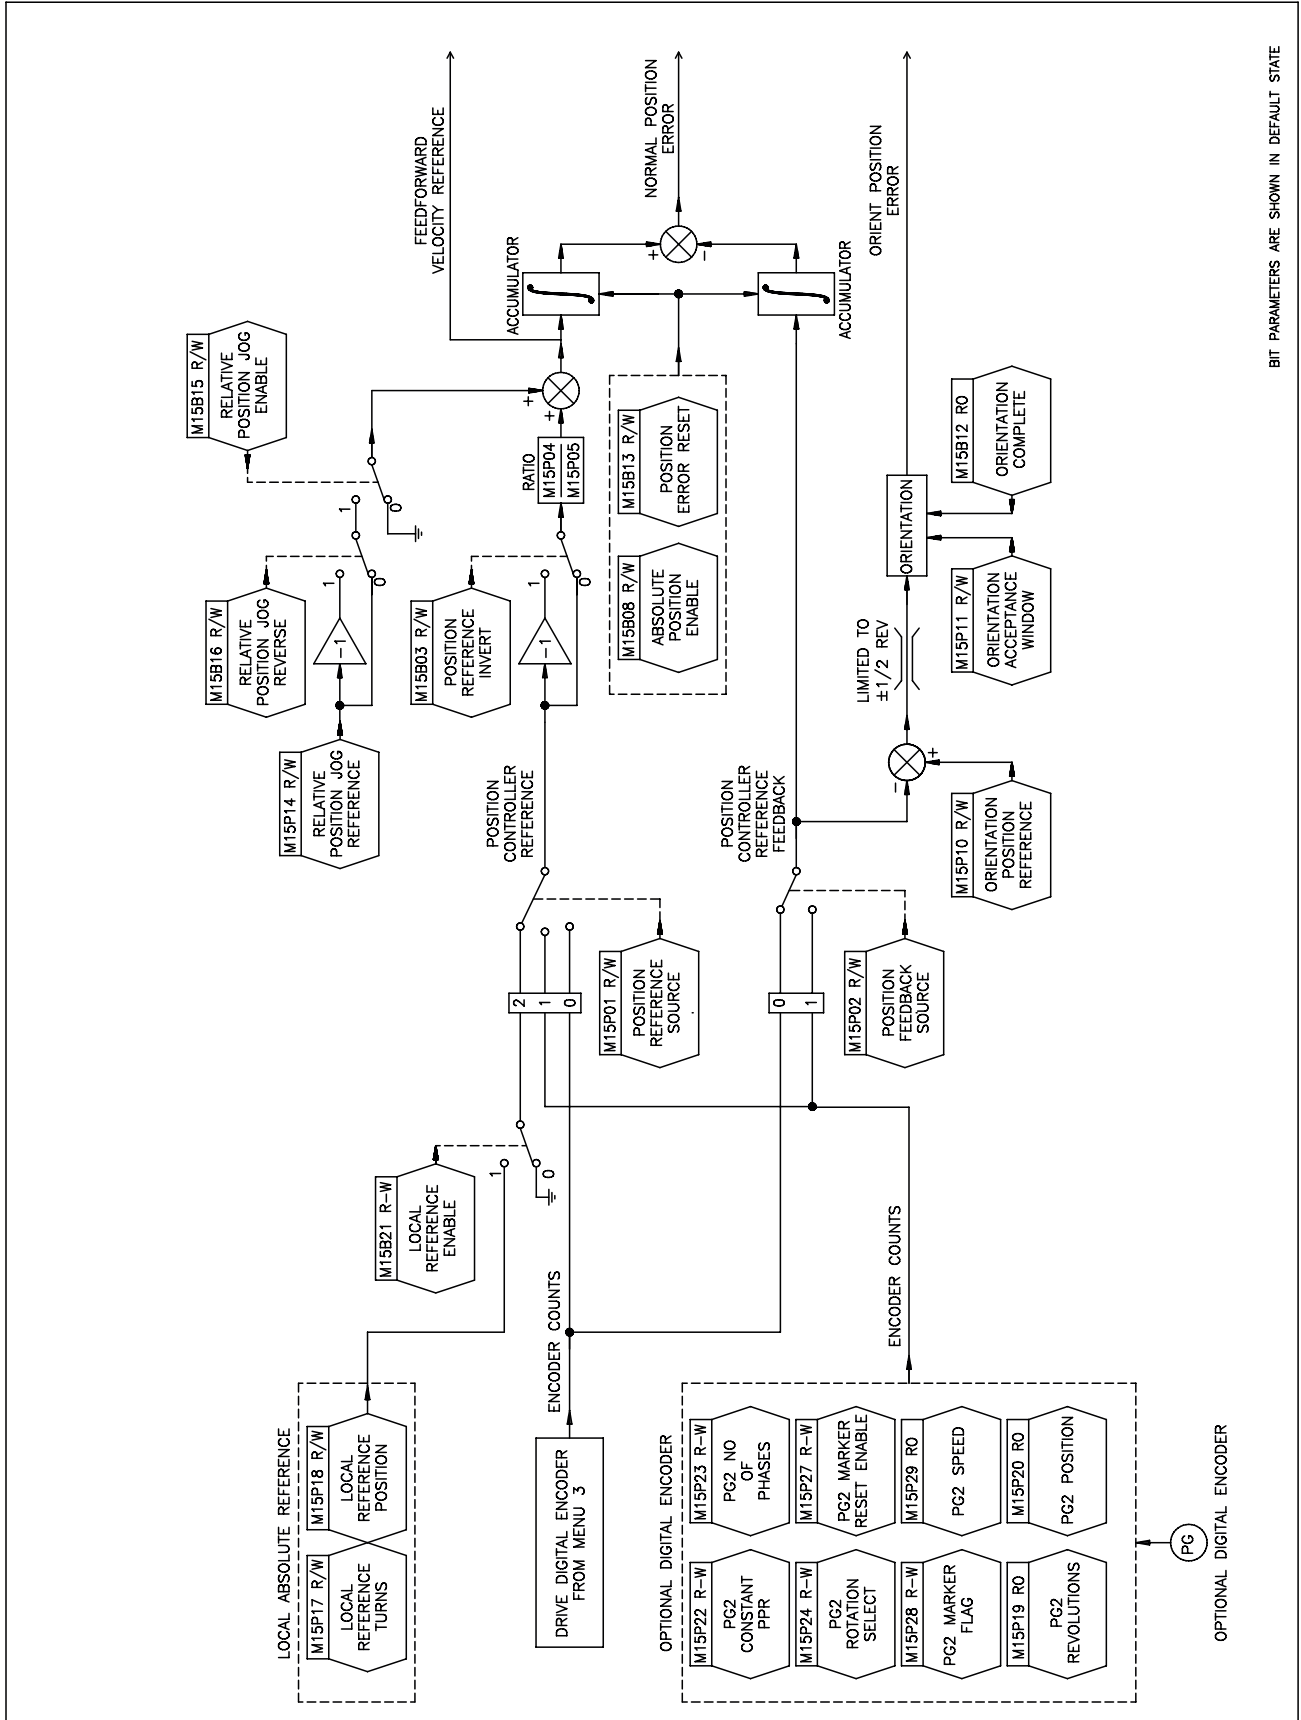 LOCAL ABSOLUTE REFERENCE
M15P17 R/W
LOCAL
REFERENCE
TURNS
M15P18 R/W
LOCAL
REFERENCE
POSITION
M15B21 R-W
LOCAL
REFERENCE
ENABLE
1
0
DRIVE DIGITAL ENCODER
FROM MENU 3
ENCODER COUNTS
OPTIONAL DIGITAL ENCODER
M15P22 R-W
PG2
CONSTANT
PPR
M15P23 R-W
PG2 NO
OF
PHASES
M15P24 R-W
PG2
ROTATION
SELECT
M15P27 R-W
PG2 MARKER
RESET ENABLE
M15P28 R-W
PG2 MARKER
FLAG
M15P29 RO
PG2 SPEED
M15P19 RO
PG2
REVOLUTIONS
M15P20 RO
PG2 POSITION
PG
OPTIONAL DIGITAL ENCODER
ENCODER COUNTS
2
1
0
M15P01 R/W
POSITION
REFERENCE
SOURCE
0
1
M15P02 R/W
POSITION
FEEDBACK
SOURCE
POSITION
CONTROLLER
REFERENCE
POSITION
CONTROLLER
REFERENCE
FEEDBACK
M15P14 R/W
RELATIVE
POSITION JOG
REFERENCE
M15B16 R/W
RELATIVE
POSITION JOG
REVERSE
-1
1
0
M15B15 R/W
RELATIVE
POSITION JOG
ENABLE
1
0
M15B03 R/W
POSITION
REFERENCE
INVERT
-1
1
0
RATIO
M15P04
M15P05
+
+
M15B08 R/W
ABSOLUTE
POSITION
ENABLE
M15B13 R/W
POSITION
ERROR RESET
ACCUMULATOR
ACCUMULATOR
+
-
FEEDFORWARD
VELOCITY REFERENCE
NORMAL POSITION
ERROR
M15P10 R/W
ORIENTATION
POSITION
REFERENCE
-
+
LIMITED TO
±1/2 REV
ORIENTATION
M15P11 R/W
ORIENTATION
ACCEPTANCE
WINDOW
M15B12 RO
ORIENTATION
COMPLETE
ORIENT POSITION
ERROR
BIT PARAMETERS ARE SHOWN IN DEFAULT STATE